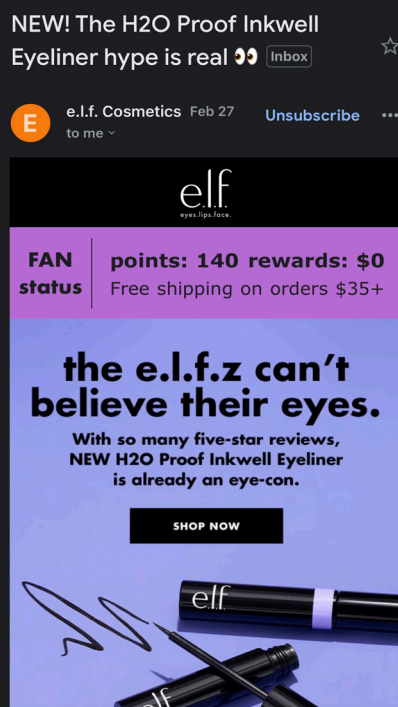 NEW! The H2O Proof Inkwell
Eyeliner hype is real 👀 Inbox
E
e.l.f. Cosmetics Feb 27
Unsubscribe
to me
e.l.f.
eyes.lips.face.
FAN
status
points: 140 rewards: $0
Free shipping on orders $35+
the e.l.f.z can't
believe their eyes.
With so many five-star reviews,
NEW H2O Proof Inkwell Eyeliner
is already an eye-con.
SHOP NOW
e.l.f.
e.l.f.